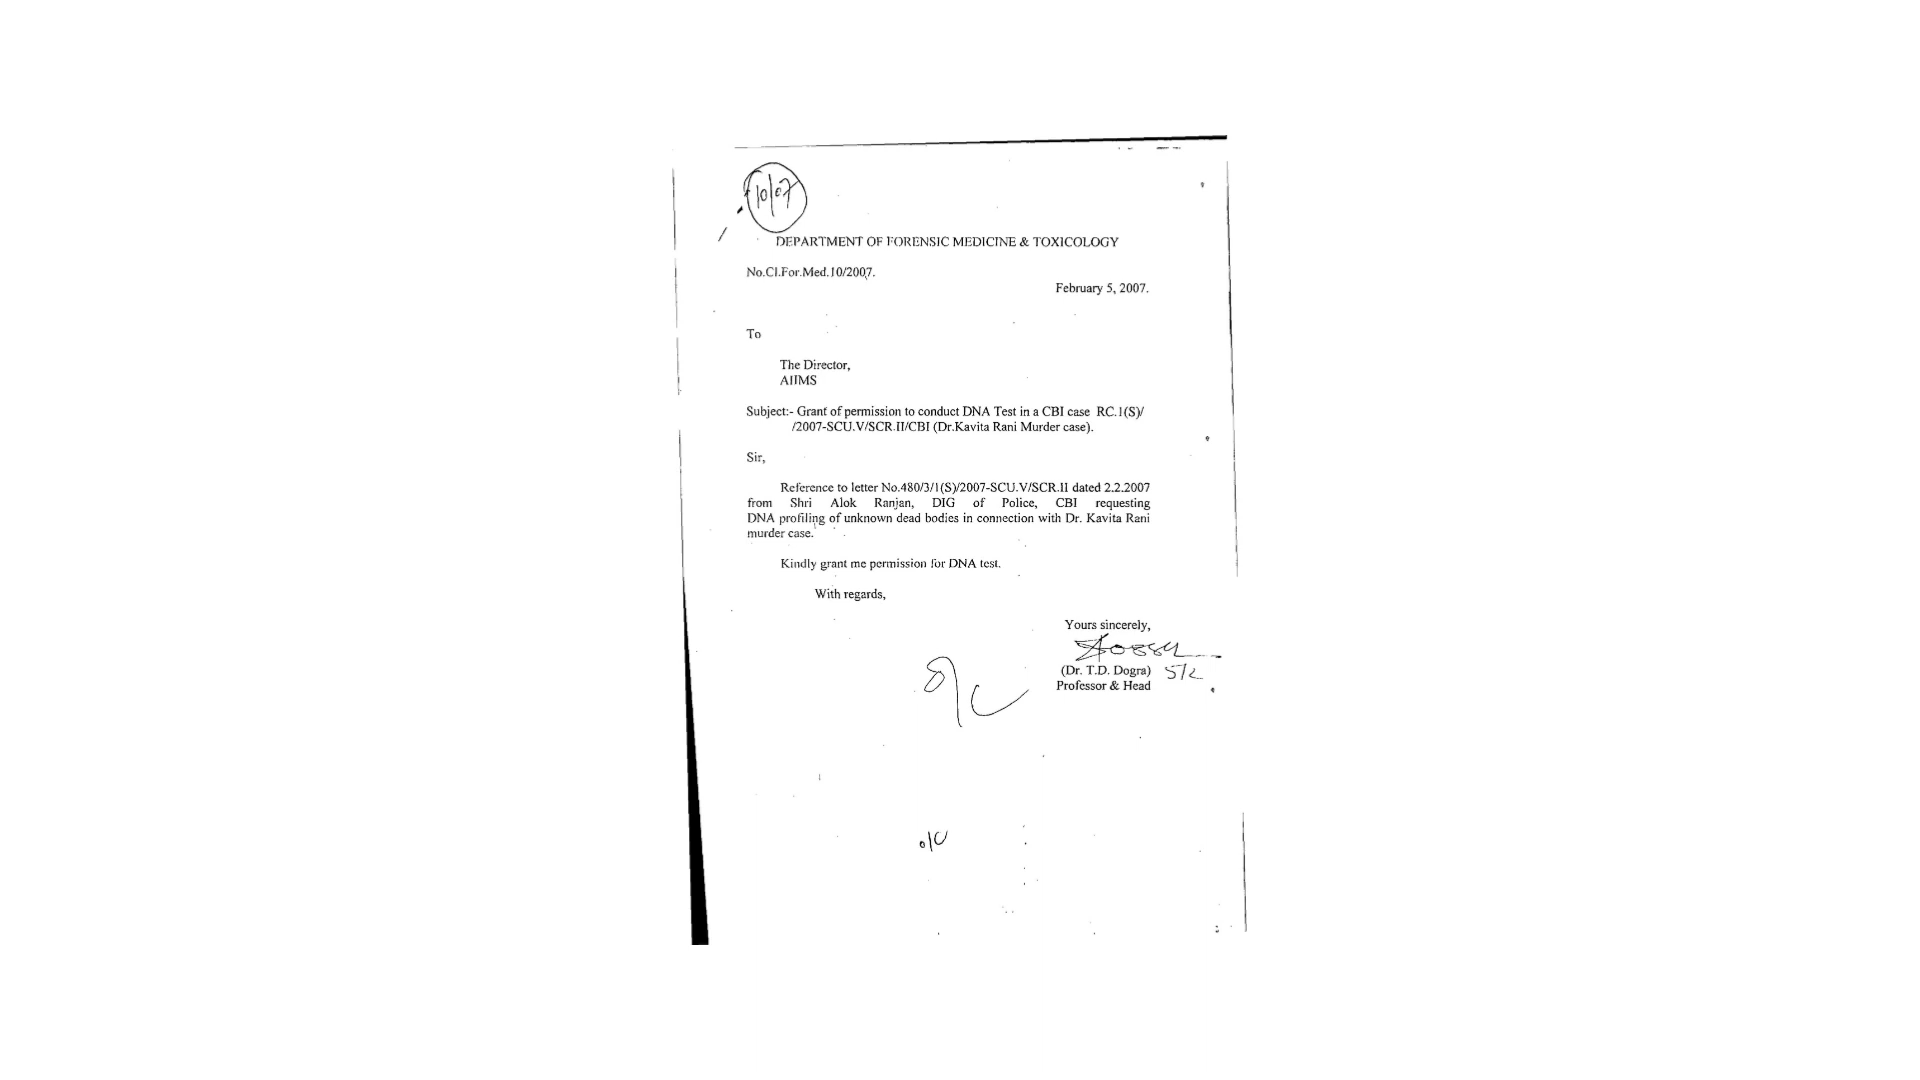 10/07
DEPARTMENT OF FORENSIC MEDICINE & TOXICOLOGY
No.Cl.For.Med.10/2007.
February 5, 2007.
To
The Director,
AIIMS
Subject:- Grant of permission to conduct DNA Test in a CBI case RC.1(S)/
/2007-SCU.V/SCR.II/CBI (Dr.Kavita Rani Murder case).
Sir,
Reference to letter No.480/3/1(S)/2007-SCU.V/SCR.II dated 2.2.2007
from Shri Alok Ranjan, DIG of Police, CBI requesting
DNA profiling of unknown dead bodies in connection with Dr. Kavita Rani
murder case.
Kindly grant me permission for DNA test.
With regards,
Yours sincerely,
(Dr. T.D. Dogra) 5/2
Professor & Head
o/c
o/c